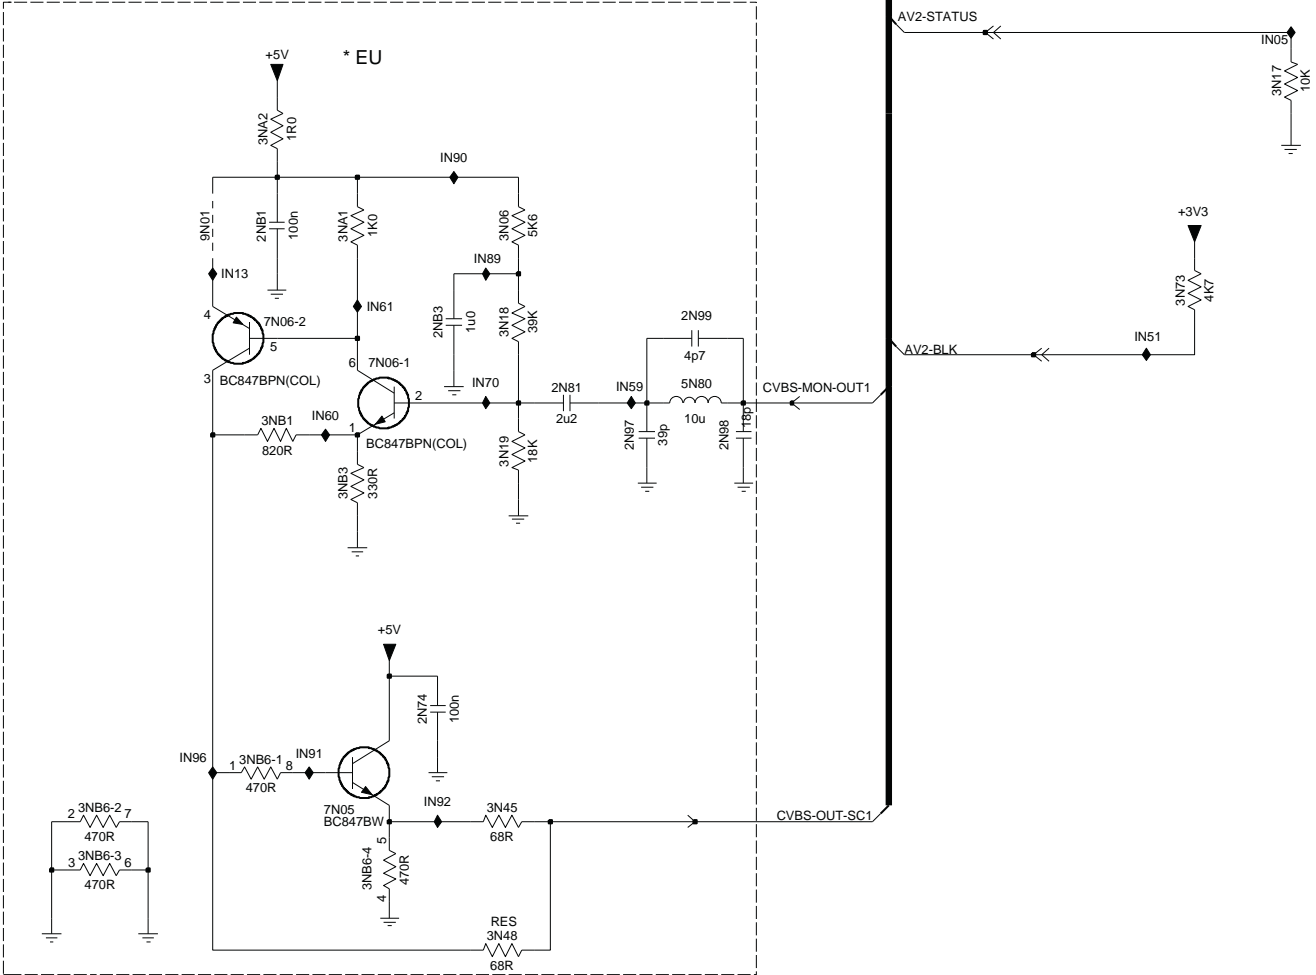 AV2-STATUS
IN05
3N17
10K
* EU
+5V
3NA2
1R0
IN90
9N01
2NB1
100n
3NA1
1K0
3N06
5K6
+3V3
IN13
IN61
IN89
2NB3
1u0
3N18
39K
3N73
4K7
4
7N06-2
5
3
BC847BPN(COL)
6
7N06-1
2
2N99
4p7
AV2-BLK
IN51
IN70
2N81
2u2
IN59
5N80
10u
CVBS-MON-OUT1
3NB1
820R
IN60
1
BC847BPN(COL)
3NB3
330R
3N19
18K
2N97
39p
2N98
18p
+5V
2N74
100n
IN96
1
3NB6-1
8
470R
IN91
7N05
BC847BW
IN92
3N45
68R
CVBS-OUT-SC1
2
3NB6-2
7
470R
3
3NB6-3
6
470R
5
3NB6-4
470R
4
RES
3N48
68R